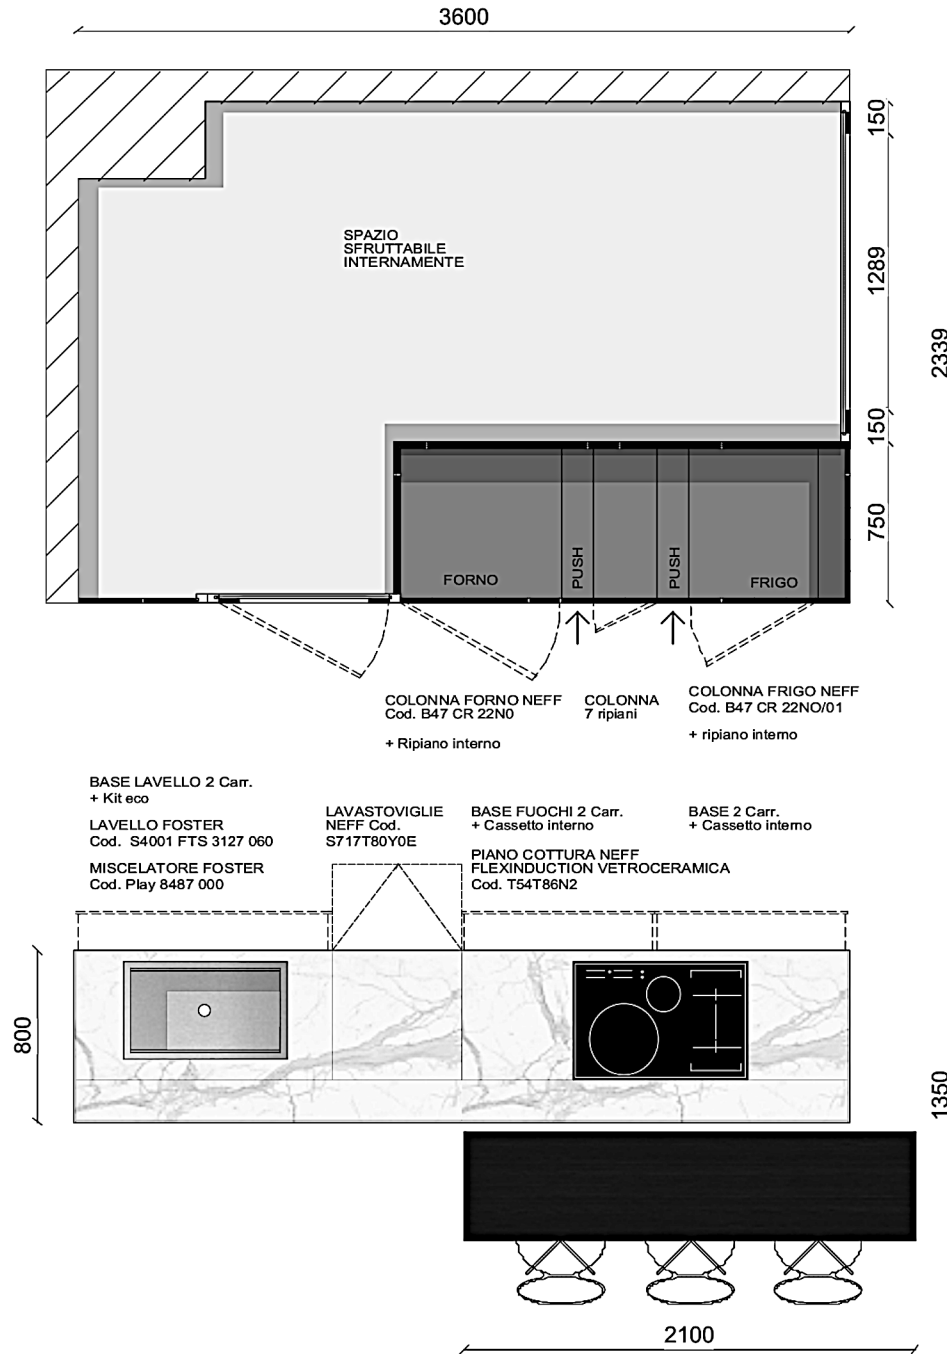 3600
150
SPAZIO
SFRUTTABILE
INTERNAMENTE
1289
2339
150
750
FORNO
PUSH
PUSH
FRIGO
COLONNA FORNO NEFF
Cod. B47 CR 22N0
+ Ripiano interno
COLONNA
7 ripiani
COLONNA FRIGO NEFF
Cod. B47 CR 22NO/01
+ ripiano interno
BASE LAVELLO 2 Carr.
+ Kit eco
LAVELLO FOSTER
Cod. S4001 FTS 3127 060
MISCELATORE FOSTER
Cod. Play 8487 000
LAVASTOVIGLIE
NEFF Cod.
S717T80Y0E
BASE FUOCHI 2 Carr.
+ Cassetto interno
PIANO COTTURA NEFF
FLEXINDUCTION VETROCERAMICA
Cod. T54T86N2
BASE 2 Carr.
+ Cassetto interno
800
1350
2100